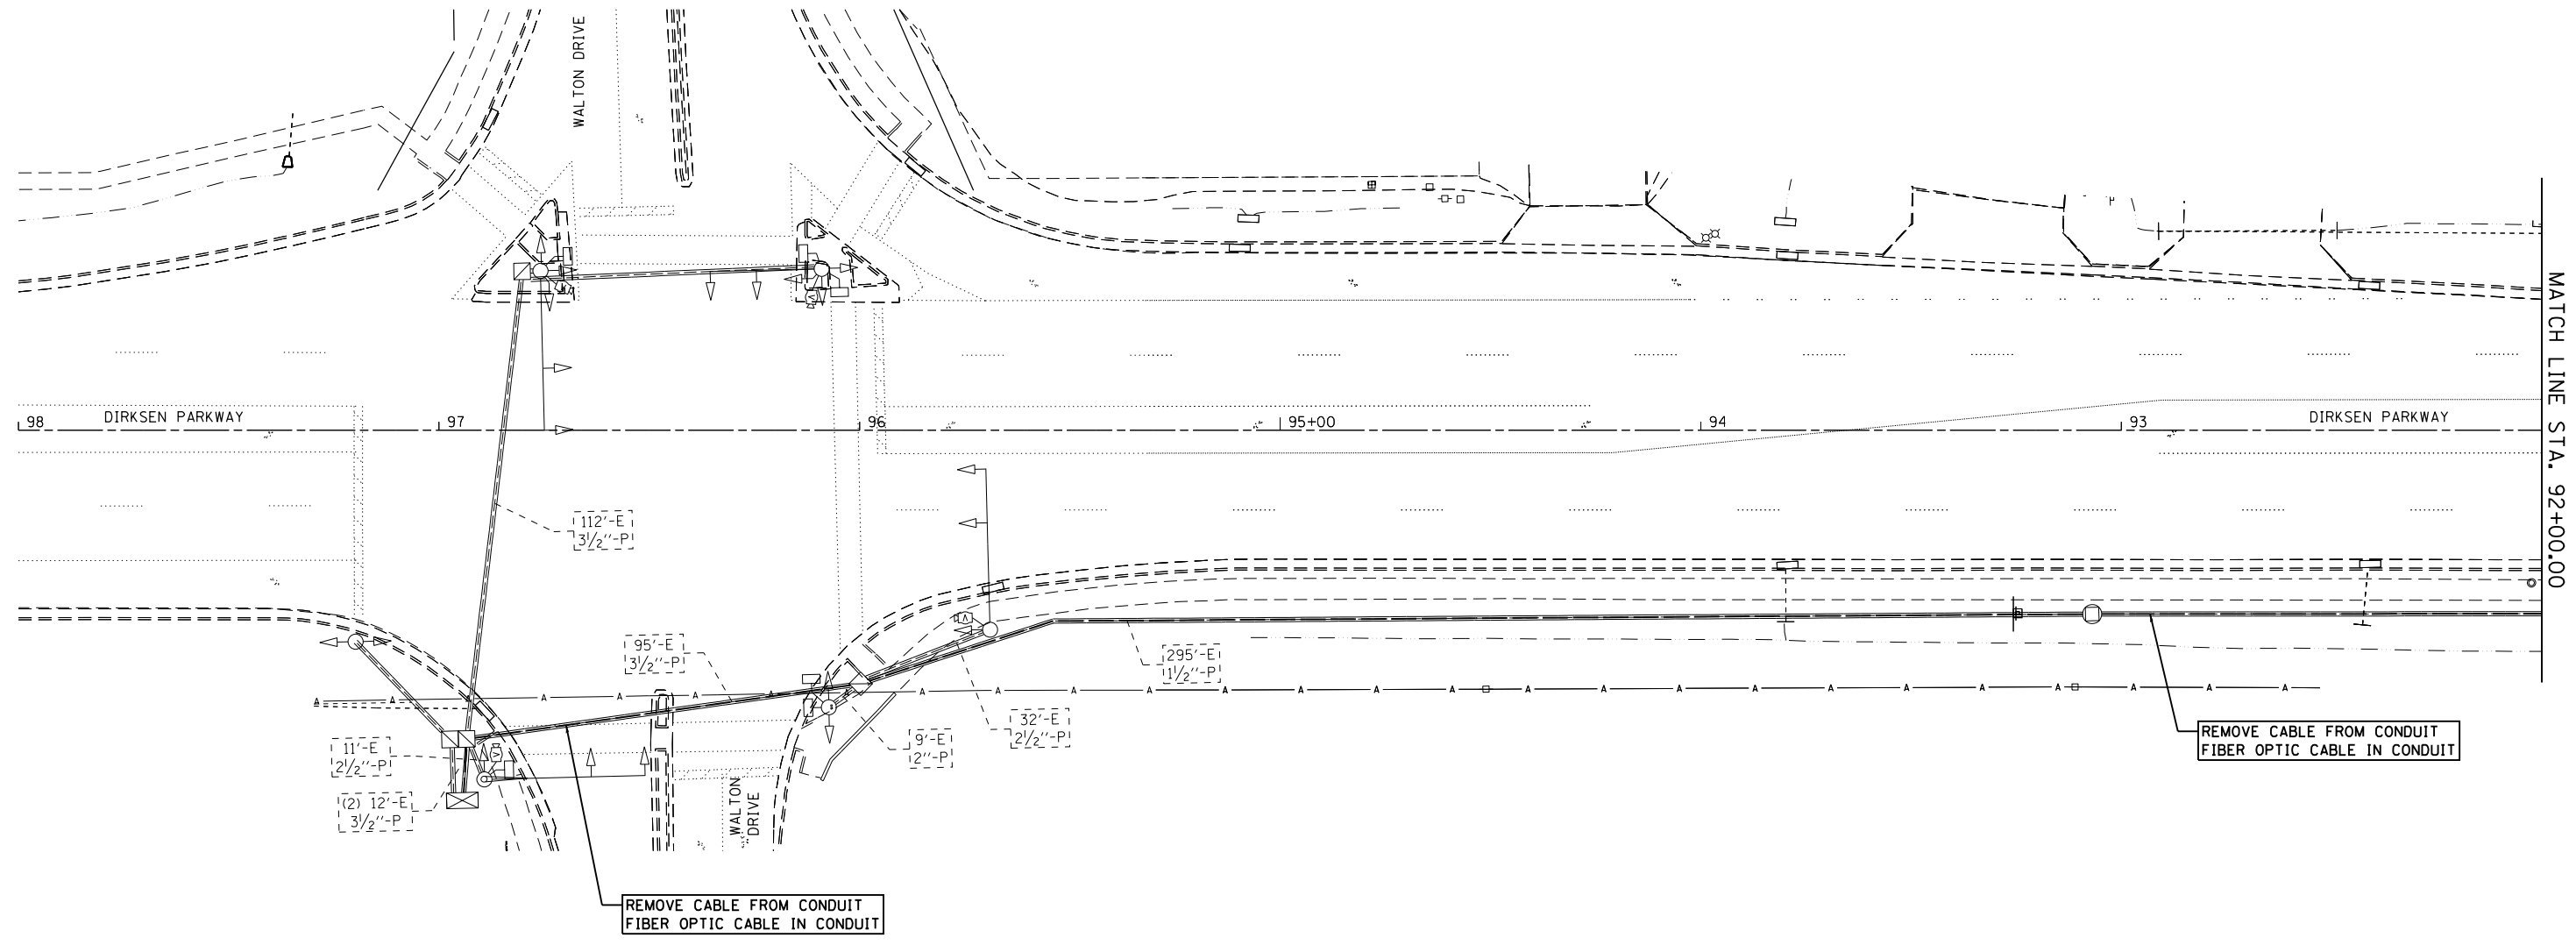 WALTON DRIVE
98
DIRKSEN PARKWAY
97
96
95+00
94
93
DIRKSEN PARKWAY
MATCH LINE STA. 92+00.00
112'-E
3½"-P
95'-E
3½"-P
295'-E
1½"-P
A A A A A A A A A A A A A A A A A A A A A A A A A A A
11'-E
2½"-P
9'-E
2"-P
32'-E
2½"-P
(2) 12'-E
3½"-P
WALTON
DRIVE
REMOVE CABLE FROM CONDUIT
FIBER OPTIC CABLE IN CONDUIT
REMOVE CABLE FROM CONDUIT
FIBER OPTIC CABLE IN CONDUIT